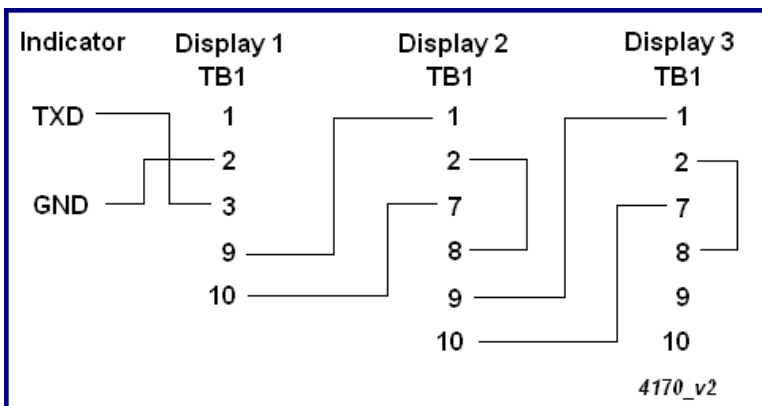 Indicator Display 1 Display 2 Display 3
TB1 TB1 TB1
TXD 1 1 1
2 2 2
GND 3 7 7
9 8 8
10 9 9
10 10
4170_v2